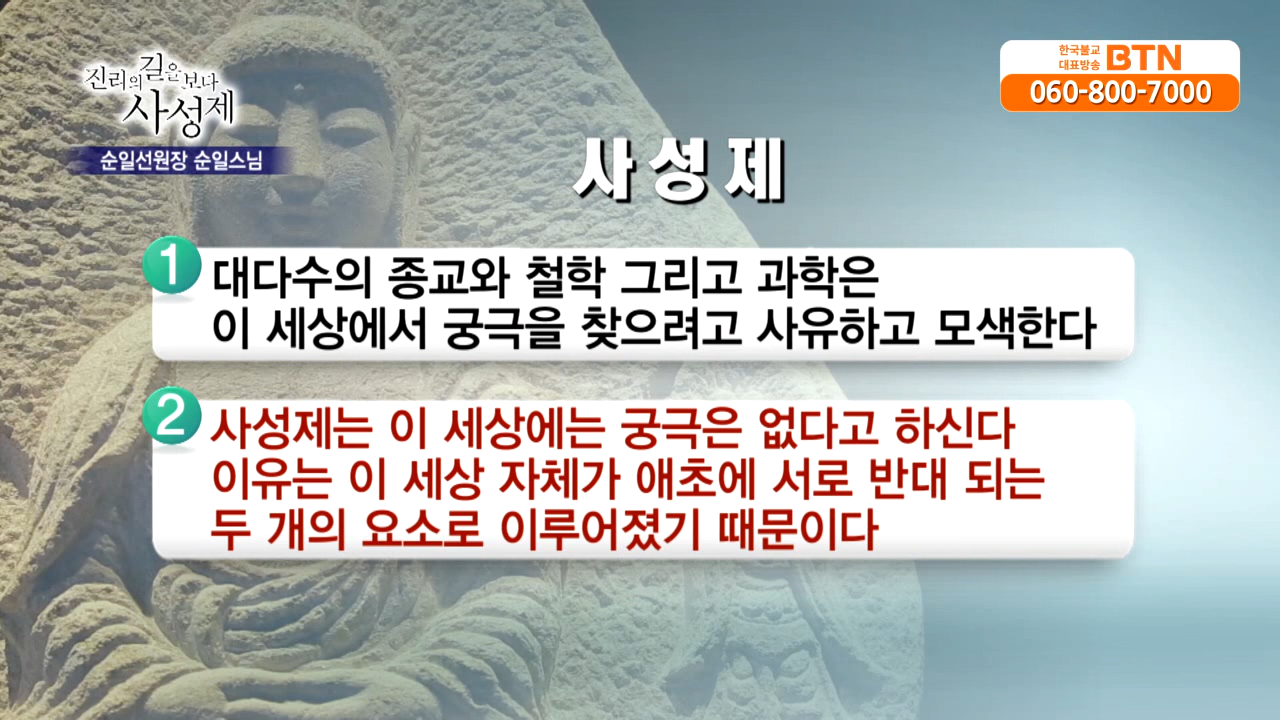 진리의 길을 보다
사성제
순일선원장 순일스님
한국불교
대표방송 BTN
060-800-7000
사성제
1 대다수의 종교와 철학 그리고 과학은
이 세상에서 궁극을 찾으려고 사유하고 모색한다
2 사성제는 이 세상에는 궁극은 없다고 하신다
이유는 이 세상 자체가 애초에 서로 반대 되는
두 개의 요소로 이루어졌기 때문이다